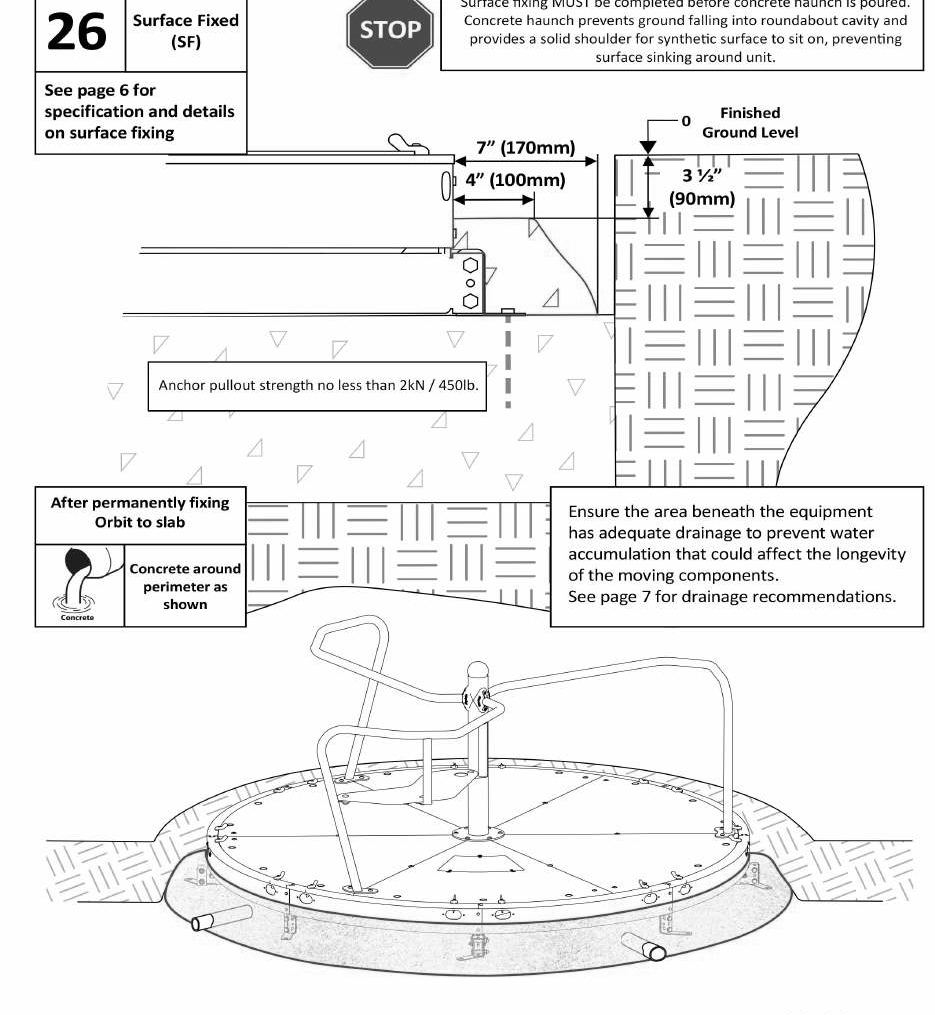 26
Surface Fixed
(SF)
See page 6 for
specification and details
on surface fixing
STOP
Surface fixing MUST be completed before concrete haunch is poured.
Concrete haunch prevents ground falling into roundabout cavity and
provides a solid shoulder for synthetic surface to sit on, preventing
surface sinking around unit.
0
Finished
Ground Level
7” (170mm)
4” (100mm)
3 ½”
(90mm)
Anchor pullout strength no less than 2kN / 450lb.
After permanently fixing
Orbit to slab
Concrete
Concrete around
perimeter as
shown
Ensure the area beneath the equipment
has adequate drainage to prevent water
accumulation that could affect the longevity
of the moving components.
See page 7 for drainage recommendations.